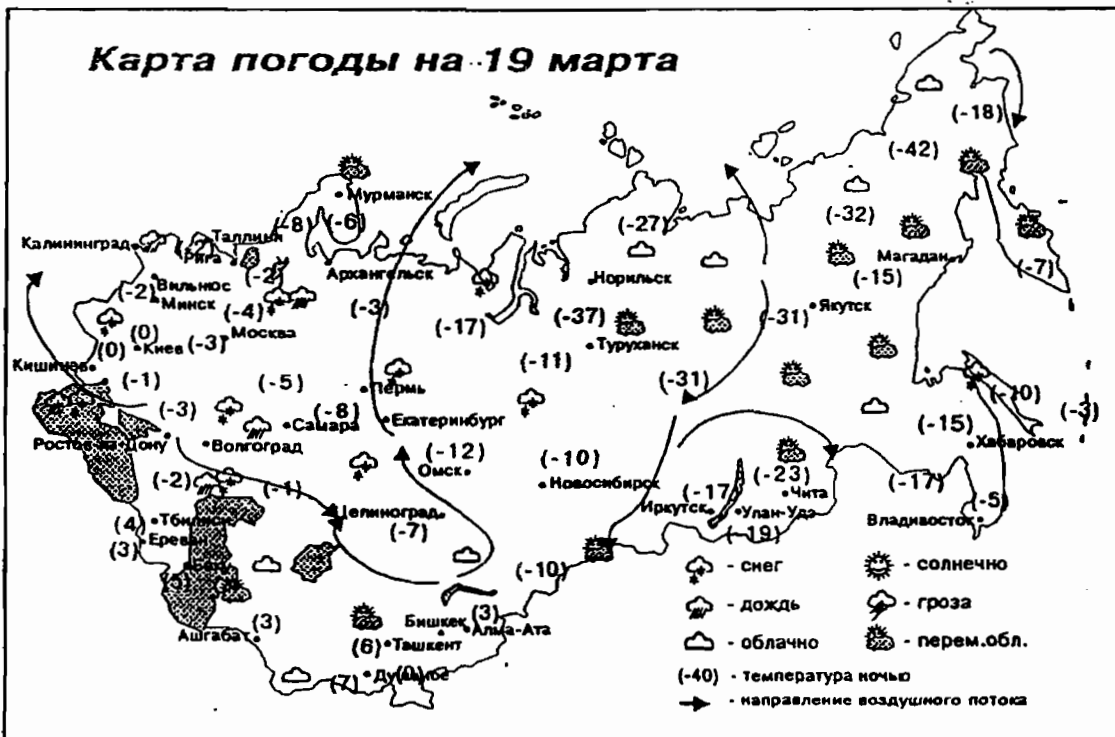 Карта погоды на 19 марта
(-18)
(-42)
Мурманск
(-8) (-6)
(-27)
(-32)
Калининград
Таллинн
Рига
Архангельск
Норильск
Магадан
(-7)
(-15)
(-2)
Вильнюс
(-2)
Минск
(-4)
(-3)
(-17)
(-37)
(-31)
Якутск
(0)
(0)
Киев
(-3)
Москва
Туруханск
(-11)
Кишинев
(-1)
(-5)
Пермь
(-31)
(-10)
(-3)
(-3)
(-8)
Самара
Екатеринбург
(-15)
Хабаровск
Ростов-на-Дону
Волгоград
(-12)
Омск
(-10)
Новосибирск
(-23)
Чита
(-17)
(-2)
(-1)
Целиноград
(-7)
Иркутск
(-17)
Улан-Удэ
(-19)
(-5)
Владивосток
(4)
Тбилиси
(3)
Ереван
(-10)
Ашгабат
(3)
Бишкек
(3)
Алма-Ата
(6)
Ташкент
(7)
Душанбе
(0)
- снег
- солнечно
- дождь
- гроза
- облачно
- перем.обл.
(-40) - температура ночью
- направление воздушного потока